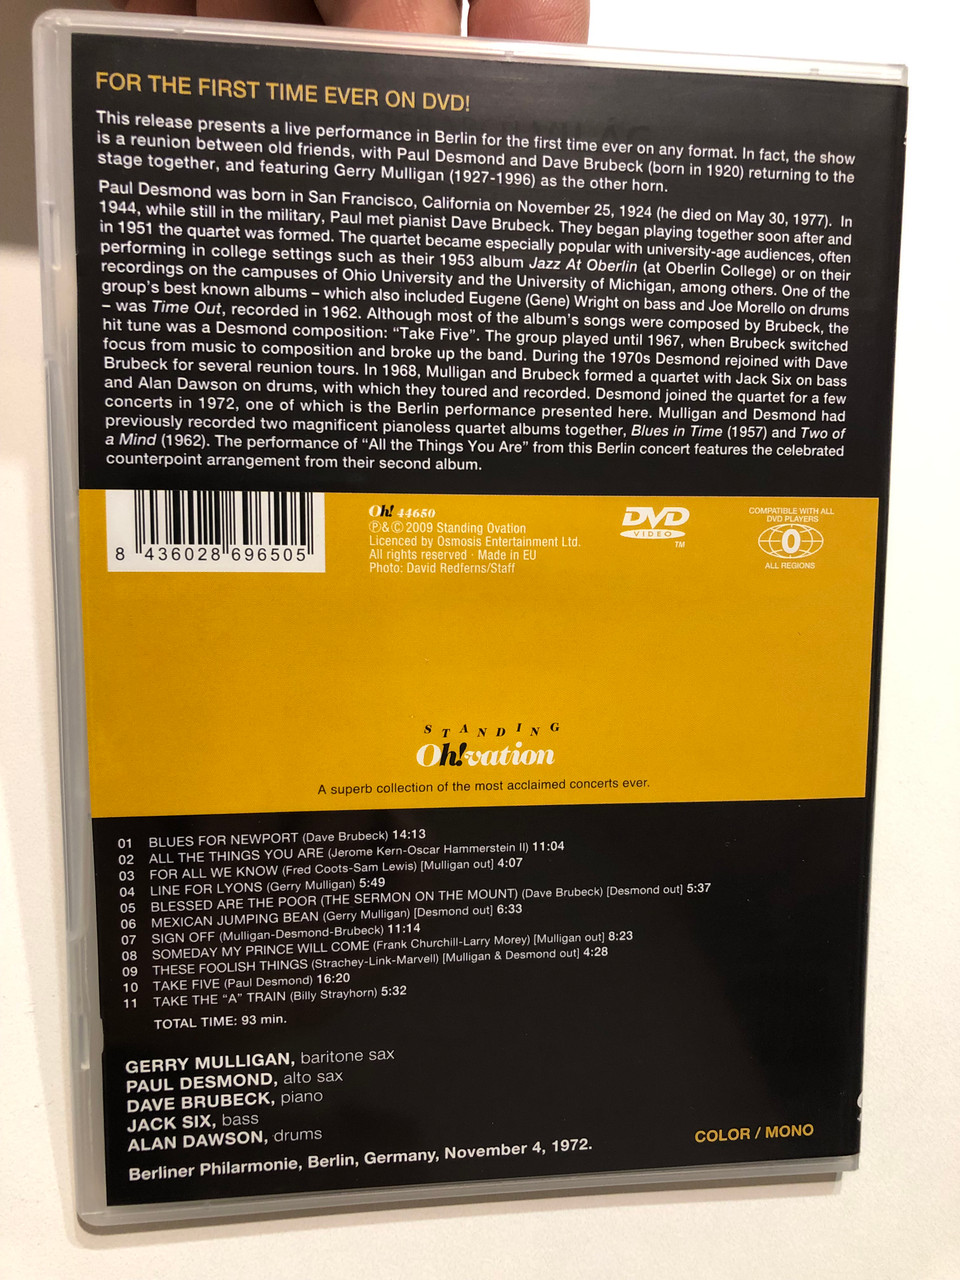 FOR THE FIRST TIME EVER ON DVD!
This release presents a live performance in Berlin for the first time ever on any format. In fact, the show
is a reunion between old friends, with Paul Desmond and Dave Brubeck (born in 1920) returning to the
stage together, and featuring Gerry Mulligan (1927-1996) as the other horn.
Paul Desmond was born in San Francisco, California on November 25, 1924 (he died on May 30, 1977). In
1944, while still in the military, Paul met pianist Dave Brubeck. They began playing together soon after and
in 1951 the quartet was formed. The quartet became especially popular with university-age audiences, often
performing in college settings such as their 1953 album Jazz At Oberlin (at Oberlin College) or on their
recordings on the campuses of Ohio University and the University of Michigan, among others. One of the
group's best known albums – which also included Eugene (Gene) Wright on bass and Joe Morello on drums
– was Time Out, recorded in 1962. Although most of the album's songs were composed by Brubeck, the
hit tune was a Desmond composition: “Take Five”. The group played until 1967, when Brubeck switched
focus from music to composition and broke up the band. During the 1970s Desmond rejoined with Dave
Brubeck for several reunion tours. In 1968, Mulligan and Brubeck formed a quartet with Jack Six on bass
and Alan Dawson on drums, with which they toured and recorded. Desmond joined the quartet for a few
concerts in 1972, one of which is the Berlin performance presented here. Mulligan and Desmond had
previously recorded two magnificent pianoless quartet albums together, Blues in Time (1957) and Two of
a Mind (1962). The performance of “All the Things You Are” from this Berlin concert features the celebrated
counterpoint arrangement from their second album.
8 436028 696505
Oh! 44650
℗&© 2009 Standing Ovation
Licenced by Osmosis Entertainment Ltd.
All rights reserved · Made in EU
Photo: David Redferns/Staff
DVD
VIDEO
TM
COMPATIBLE WITH ALL
DVD PLAYERS
0
ALL REGIONS
STANDING
Oh!vation
A superb collection of the most acclaimed concerts ever.
01 BLUES FOR NEWPORT (Dave Brubeck) 14:13
02 ALL THE THINGS YOU ARE (Jerome Kern-Oscar Hammerstein II) 11:04
03 FOR ALL WE KNOW (Fred Coots-Sam Lewis) [Mulligan out] 4:07
04 LINE FOR LYONS (Gerry Mulligan) 5:49
05 BLESSED ARE THE POOR (THE SERMON ON THE MOUNT) (Dave Brubeck) [Desmond out] 5:37
06 MEXICAN JUMPING BEAN (Gerry Mulligan) [Desmond out] 6:33
07 SIGN OFF (Mulligan-Desmond-Brubeck) 11:14
08 SOMEDAY MY PRINCE WILL COME (Frank Churchill-Larry Morey) [Mulligan out] 8:23
09 THESE FOOLISH THINGS (Strachey-Link-Marvell) [Mulligan & Desmond out] 4:28
10 TAKE FIVE (Paul Desmond) 16:20
11 TAKE THE “A” TRAIN (Billy Strayhorn) 5:32
TOTAL TIME: 93 min.
GERRY MULLIGAN, baritone sax
PAUL DESMOND, alto sax
DAVE BRUBECK, piano
JACK SIX, bass
ALAN DAWSON, drums
Berliner Philarmonie, Berlin, Germany, November 4, 1972.
COLOR / MONO